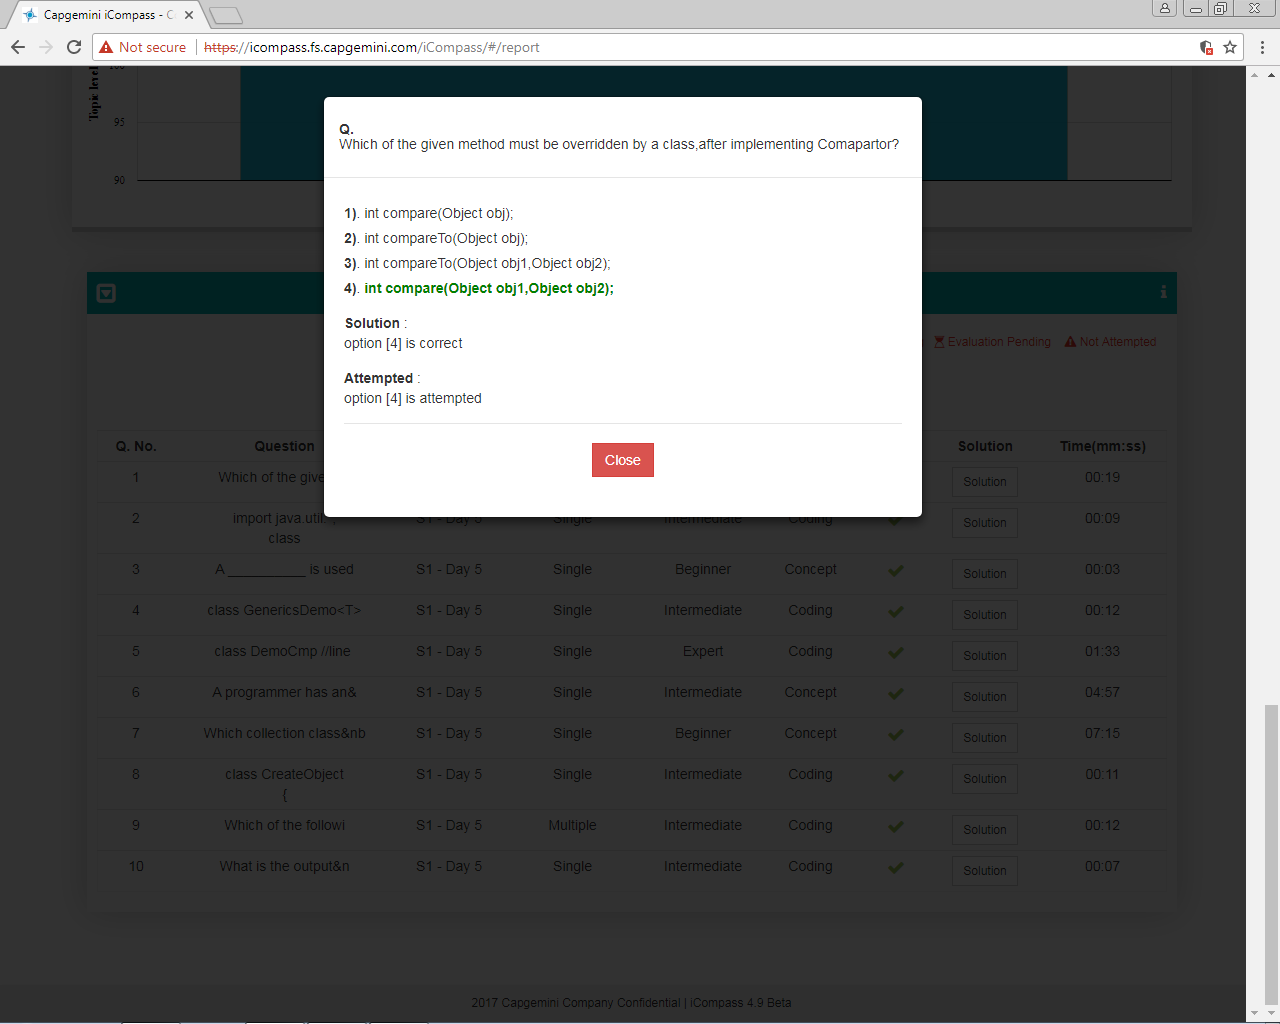 Capgemini iCompass - C
Not secure
https://icompass.fs.capgemini.com/iCompass/#/report
Topic level
100
95
90
Q.
Which of the given method must be overridden by a class,after implementing Comapartor?
1). int compare(Object obj);
2). int compareTo(Object obj);
3). int compareTo(Object obj1,Object obj2);
4). int compare(Object obj1,Object obj2);
Solution :
option [4] is correct
Attempted :
option [4] is attempted
Close
Evaluation Pending Not Attempted
Q. No. Question Solution Time(mm:ss)
1 Which of the give Solution 00:19
2 import java.util. S1 - Day 5 Single Intermediate Coding Solution 00:09
class
3 A __________ is used S1 - Day 5 Single Beginner Concept Solution 00:03
4 class GenericsDemo<T> S1 - Day 5 Single Intermediate Coding Solution 00:12
5 class DemoCmp //line S1 - Day 5 Single Expert Coding Solution 01:33
6 A programmer has an& S1 - Day 5 Single Intermediate Concept Solution 04:57
7 Which collection class&nb S1 - Day 5 Single Beginner Concept Solution 07:15
8 class CreateObject S1 - Day 5 Single Intermediate Coding Solution 00:11
{
9 Which of the followi S1 - Day 5 Multiple Intermediate Coding Solution 00:12
10 What is the output&n S1 - Day 5 Single Intermediate Coding Solution 00:07
2017 Capgemini Company Confidential | iCompass 4.9 Beta